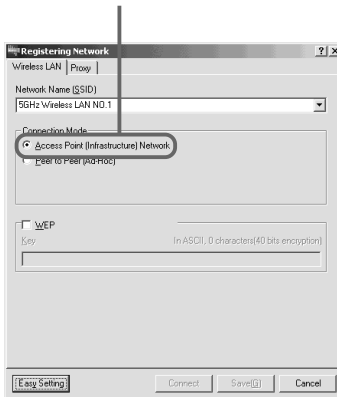 Registering Network
Wireless LAN Proxy
Network Name (SSID)
5GHz Wireless LAN NO.1
Connection Mode
Access Point (Infrastructure) Network
Peer to Peer (Ad-Hoc)
WEP
Key In ASCII, 0 characters(40 bits encryption)
Easy Setting Connect Save(G) Cancel